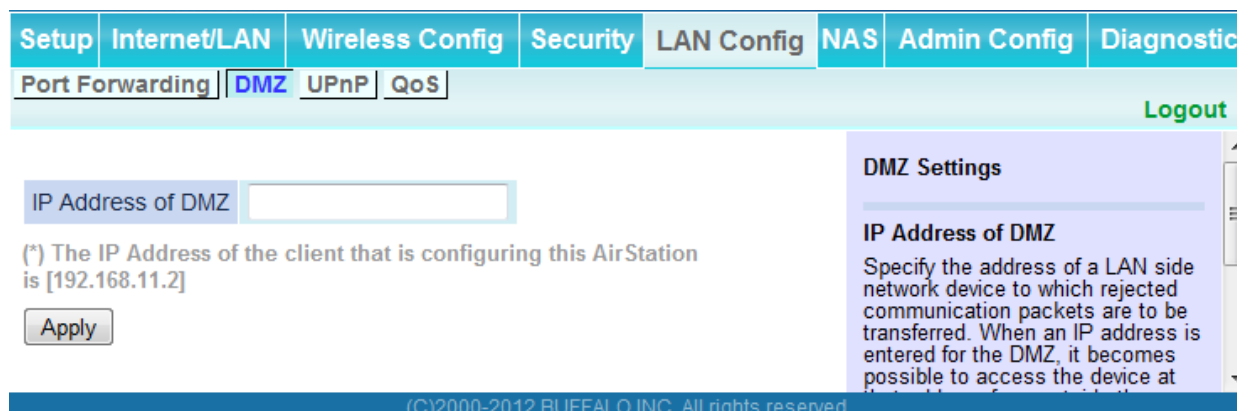 Setup Internet/LAN Wireless Config Security LAN Config NAS Admin Config Diagnostic
Port Forwarding DMZ UPnP QoS
Logout
IP Address of DMZ
(*) The IP Address of the client that is configuring this AirStation
is [192.168.11.2]
Apply
DMZ Settings
IP Address of DMZ
Specify the address of a LAN side
network device to which rejected
communication packets are to be
transferred. When an IP address is
entered for the DMZ, it becomes
possible to access the device at
(C)2000-2012 BUFFALO INC. All rights reserved.